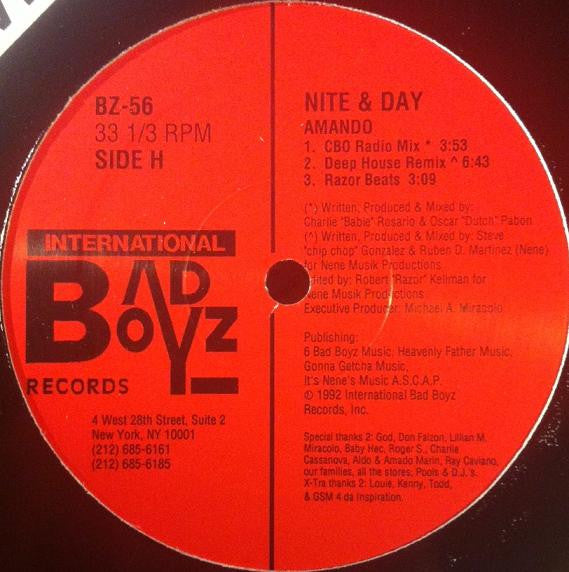 BZ-56
33 1/3 RPM
SIDE H
INTERNATIONAL
BAD
BOYZ
RECORDS
4 West 28th Street, Suite 2
New York, NY 10001
(212) 685-6161
(212) 685-6185
NITE & DAY
AMANDO
1. CBO Radio Mix * 3:53
2. Deep House Remix ^ 6:43
3. Razor Beats 3:09
(*) Written, Produced & Mixed by:
Charlie "Babie" Rosario & Oscar "Dutch" Pabon
(^) Written, Produced & Mixed by: Steve
"chip chop" Gonzalez & Ruben D. Martinez (Nene)
for Nene Musik Productions
Edited by: Robert "Razor" Kellman for
Nene Musik Productions
Executive Producer: Michael A. Miracolo
Publishing:
6 Bad Boyz Music, Heavenly Father Music,
Gonna Getcha Music,
It's Nene's Music A.S.C.A.P.
© 1992 International Bad Boyz
Records, Inc.
Special thanks 2: God, Don Falzon, Lillian M.
Miracolo, Baby Hec, Roger S., Charlie
Cassanova, Aldo & Amado Marin, Ray Caviano,
our families, all the stores, Pools & D.J.'s.
X-Tra thanks 2: Louie, Kenny, Todd,
& GSM 4 da Inspiration.